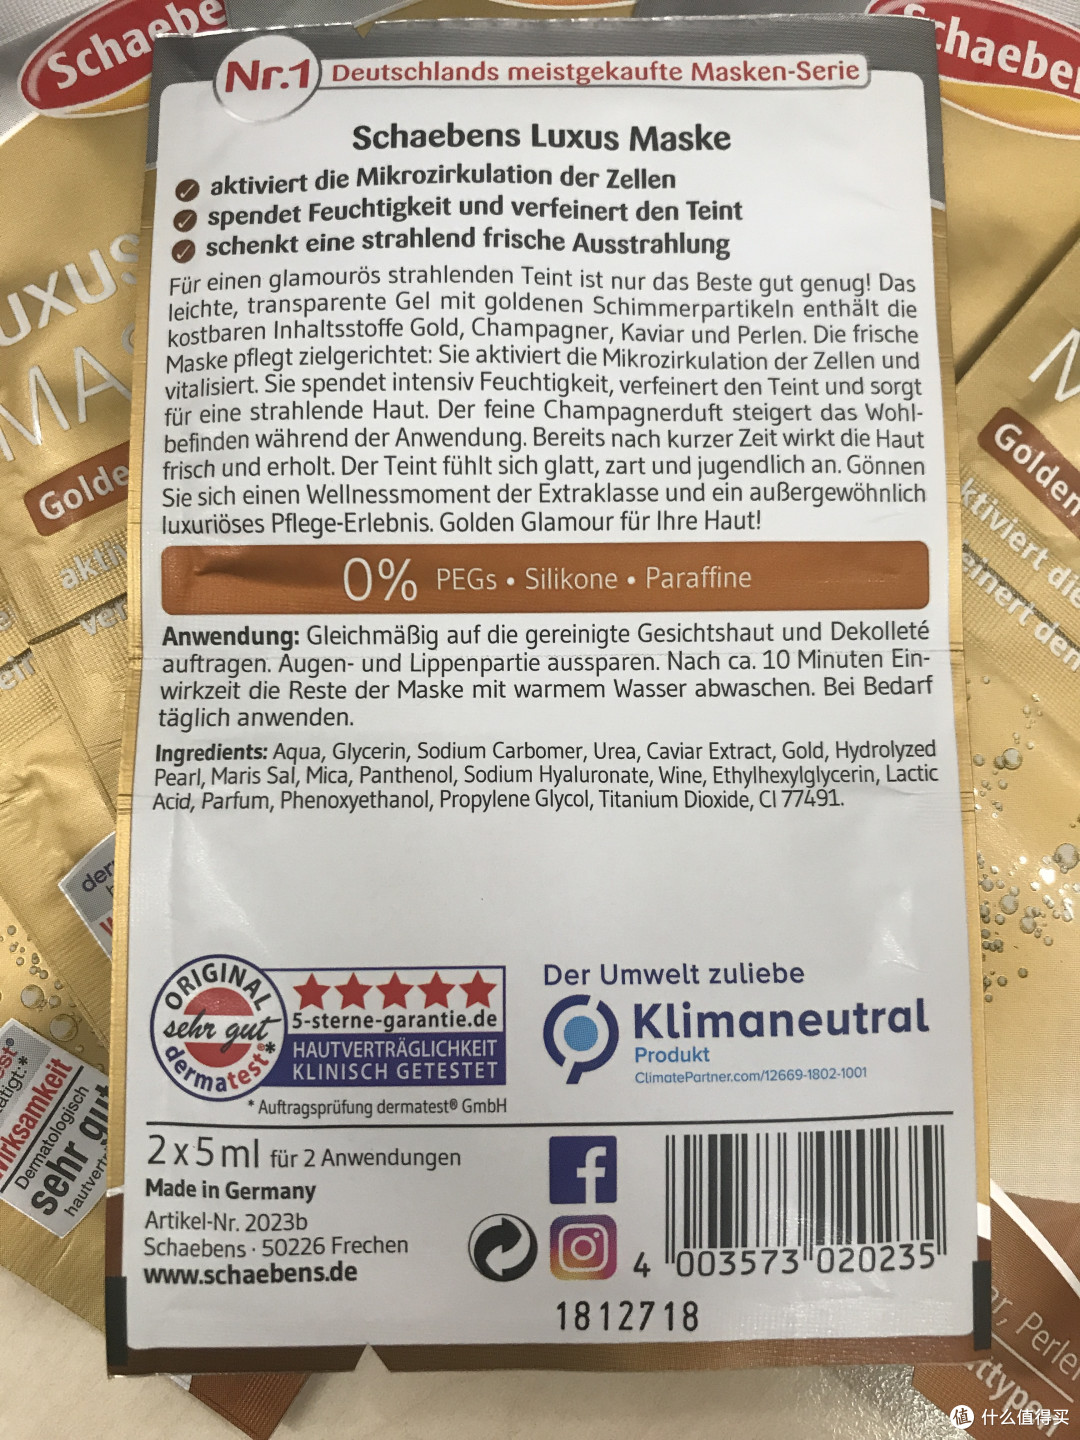 Schaebens
Nr.1 Deutschlands meistgekaufte Masken-Serie
Schaebens Luxus Maske
aktiviert die Mikrozirkulation der Zellen
spendet Feuchtigkeit und verfeinert den Teint
schenkt eine strahlend frische Ausstrahlung
Für einen glamourös strahlenden Teint ist nur das Beste gut genug! Das
leichte, transparente Gel mit goldenen Schimmerpartikeln enthält die
kostbaren Inhaltsstoffe Gold, Champagner, Kaviar und Perlen. Die frische
Maske pflegt zielgerichtet: Sie aktiviert die Mikrozirkulation der Zellen und
vitalisiert. Sie spendet intensiv Feuchtigkeit, verfeinert den Teint und sorgt
für eine strahlende Haut. Der feine Champagnerduft steigert das Wohl-
befinden während der Anwendung. Bereits nach kurzer Zeit wirkt die Haut
frisch und erholt. Der Teint fühlt sich glatt, zart und jugendlich an. Gönnen
Sie sich einen Wellnessmoment der Extraklasse und ein außergewöhnlich
luxuriöses Pflege-Erlebnis. Golden Glamour für Ihre Haut!
0% PEGs • Silikone • Paraffine
Anwendung: Gleichmäßig auf die gereinigte Gesichtshaut und Dekolleté
auftragen. Augen- und Lippenpartie aussparen. Nach ca. 10 Minuten Ein-
wirkzeit die Reste der Maske mit warmem Wasser abwaschen. Bei Bedarf
täglich anwenden.
Ingredients: Aqua, Glycerin, Sodium Carbomer, Urea, Caviar Extract, Gold, Hydrolyzed
Pearl, Maris Sal, Mica, Panthenol, Sodium Hyaluronate, Wine, Ethylhexylglycerin, Lactic
Acid, Parfum, Phenoxyethanol, Propylene Glycol, Titanium Dioxide, CI 77491.
ORIGINAL
sehr gut
dermatest®*
5-sterne-garantie.de
HAUTVERTRÄGLICHKEIT
KLINISCH GETESTET
* Auftragsprüfung dermatest® GmbH
Der Umwelt zuliebe
Klimaneutral
Produkt
ClimatePartner.com/12669-1802-1001
2 x 5 ml für 2 Anwendungen
Made in Germany
Artikel-Nr. 2023b
Schaebens · 50226 Frechen
www.schaebens.de
4 003573 020235
1812718
Golden
aktiviert die
Wirksamkeit
Dermatologisch
sehr gut
值 什么值得买